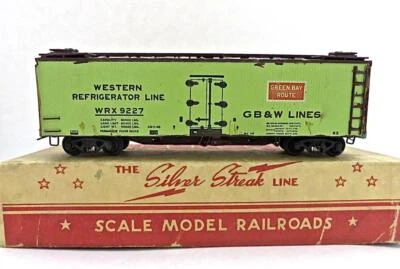 WESTERN
REFRIGERATOR LINE
WRX 9227
GREEN BAY
ROUTE
GB&W LINES
THE Silver Streak LINE
SCALE MODEL RAILROADS